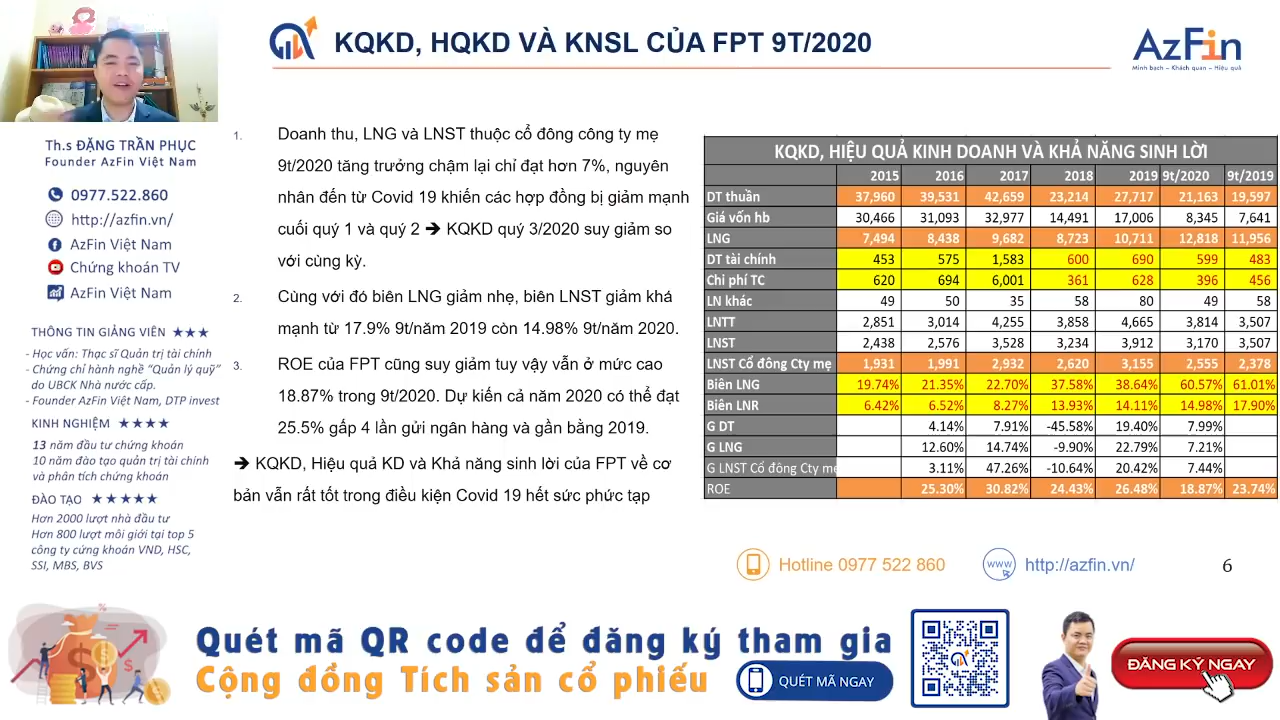 KQKD, HQKD VÀ KNSL CỦA FPT 9T/2020
AzFin
Minh bạch – Khách quan – Hiệu quả
Th.s ĐẶNG TRẦN PHỤC
Founder AzFin Việt Nam
0977.522.860
http://azfin.vn/
AzFin Việt Nam
Chứng khoán TV
AzFin Việt Nam
THÔNG TIN GIẢNG VIÊN ★★★
- Học vấn: Thạc sĩ Quản trị tài chính
- Chứng chỉ hành nghề "Quản lý quỹ"
do UBCK Nhà nước cấp.
- Founder AzFin Việt Nam, DTP invest
KINH NGHIỆM ★★★★
13 năm đầu tư chứng khoán
10 năm đào tạo quản trị tài chính
và phân tích chứng khoán
ĐÀO TẠO ★★★★★
Hơn 2000 lượt nhà đầu tư
Hơn 800 lượt môi giới tại top 5
công ty cứng khoán VND, HSC,
SSI, MBS, BVS
1. Doanh thu, LNG và LNST thuộc cổ đông công ty mẹ
9t/2020 tăng trưởng chậm lại chỉ đạt hơn 7%, nguyên
nhân đến từ Covid 19 khiến các hợp đồng bị giảm mạnh
cuối quý 1 và quý 2 ➔ KQKD quý 3/2020 suy giảm so
với cùng kỳ.
2. Cùng với đó biên LNG giảm nhẹ, biên LNST giảm khá
mạnh từ 17.9% 9t/năm 2019 còn 14.98% 9t/năm 2020.
3. ROE của FPT cũng suy giảm tuy vậy vẫn ở mức cao
18.87% trong 9t/2020. Dự kiến cả năm 2020 có thể đạt
25.5% gấp 4 lần gửi ngân hàng và gần bằng 2019.
➔ KQKD, Hiệu quả KD và Khả năng sinh lời của FPT về cơ
bản vẫn rất tốt trong điều kiện Covid 19 hết sức phức tạp
KQKD, HIỆU QUẢ KINH DOANH VÀ KHẢ NĂNG SINH LỜI
2015 2016 2017 2018 2019 9t/2020 9t/2019
DT thuần 37,960 39,531 42,659 23,214 27,717 21,163 19,597
Giá vốn hb 30,466 31,093 32,977 14,491 17,006 8,345 7,641
LNG 7,494 8,438 9,682 8,723 10,711 12,818 11,956
DT tài chính 453 575 1,583 600 690 599 483
Chi phí TC 620 694 6,001 361 628 396 456
LN khác 49 50 35 58 80 49 58
LNTT 2,851 3,014 4,255 3,858 4,665 3,814 3,507
LNST 2,438 2,576 3,528 3,234 3,912 3,170 3,507
LNST Cổ đông Cty mẹ 1,931 1,991 2,932 2,620 3,155 2,555 2,378
Biên LNG 19.74% 21.35% 22.70% 37.58% 38.64% 60.57% 61.01%
Biên LNR 6.42% 6.52% 8.27% 13.93% 14.11% 14.98% 17.90%
G DT 4.14% 7.91% -45.58% 19.40% 7.99%
G LNG 12.60% 14.74% -9.90% 22.79% 7.21%
G LNST Cổ đông Cty mẹ 3.11% 47.26% -10.64% 20.42% 7.44%
ROE 25.30% 30.82% 24.43% 26.48% 18.87% 23.74%
Hotline 0977 522 860
www
http://azfin.vn/
6
Quét mã QR code để đăng ký tham gia
Cộng đồng Tích sản cổ phiếu
QUÉT MÃ NGAY
ĐĂNG KÝ NGAY